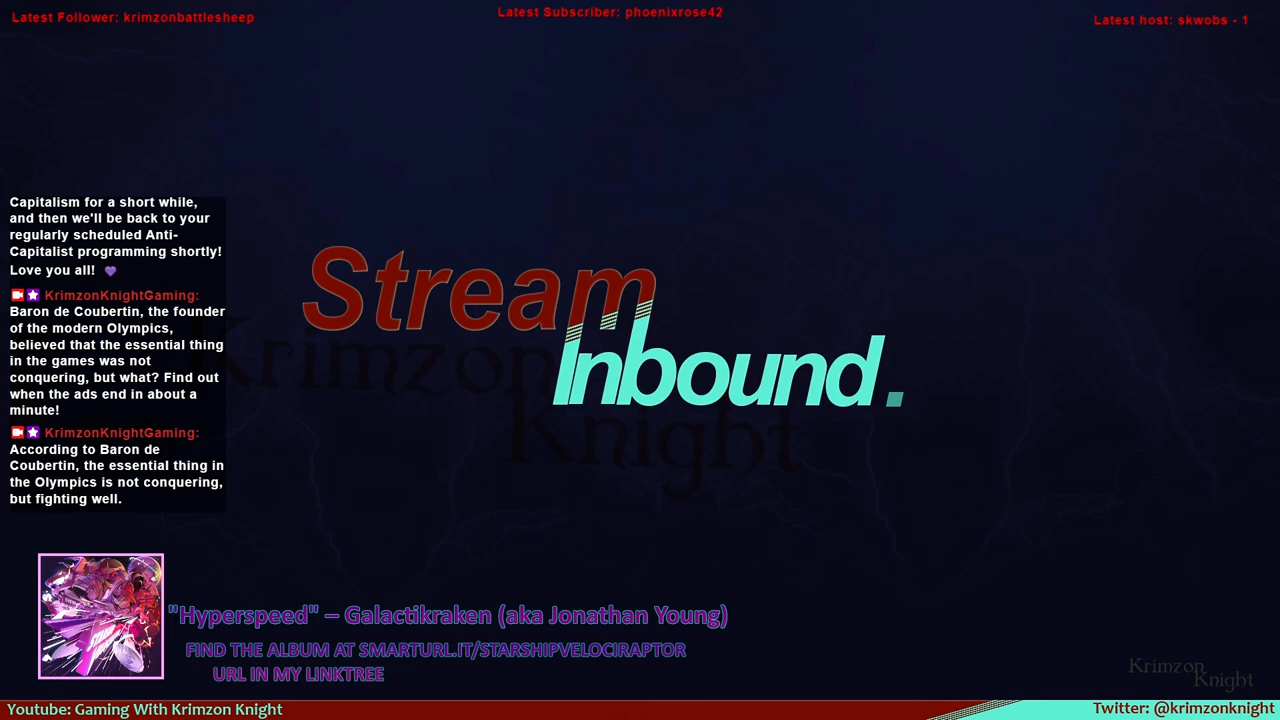 Latest Follower: krimzonbattlesheep
Latest Subscriber: phoenixrose42
Latest host: skwobs - 1
Capitalism for a short while,
and then we'll be back to your
regularly scheduled Anti-
Capitalist programming shortly!
Love you all!
KrimzonKnightGaming:
Baron de Coubertin, the founder
of the modern Olympics,
believed that the essential thing
in the games was not
conquering, but what? Find out
when the ads end in about a
minute!
KrimzonKnightGaming:
According to Baron de
Coubertin, the essential thing in
the Olympics is not conquering,
but fighting well.
Stream
Inbound.
Krimzon
Knight
"Hyperspeed" – Galactikraken (aka Jonathan Young)
FIND THE ALBUM AT SMARTURL.IT/STARSHIPVELOCIRAPTOR
URL IN MY LINKTREE
Krimzon
Knight
Youtube: Gaming With Krimzon Knight
Twitter: @krimzonknight